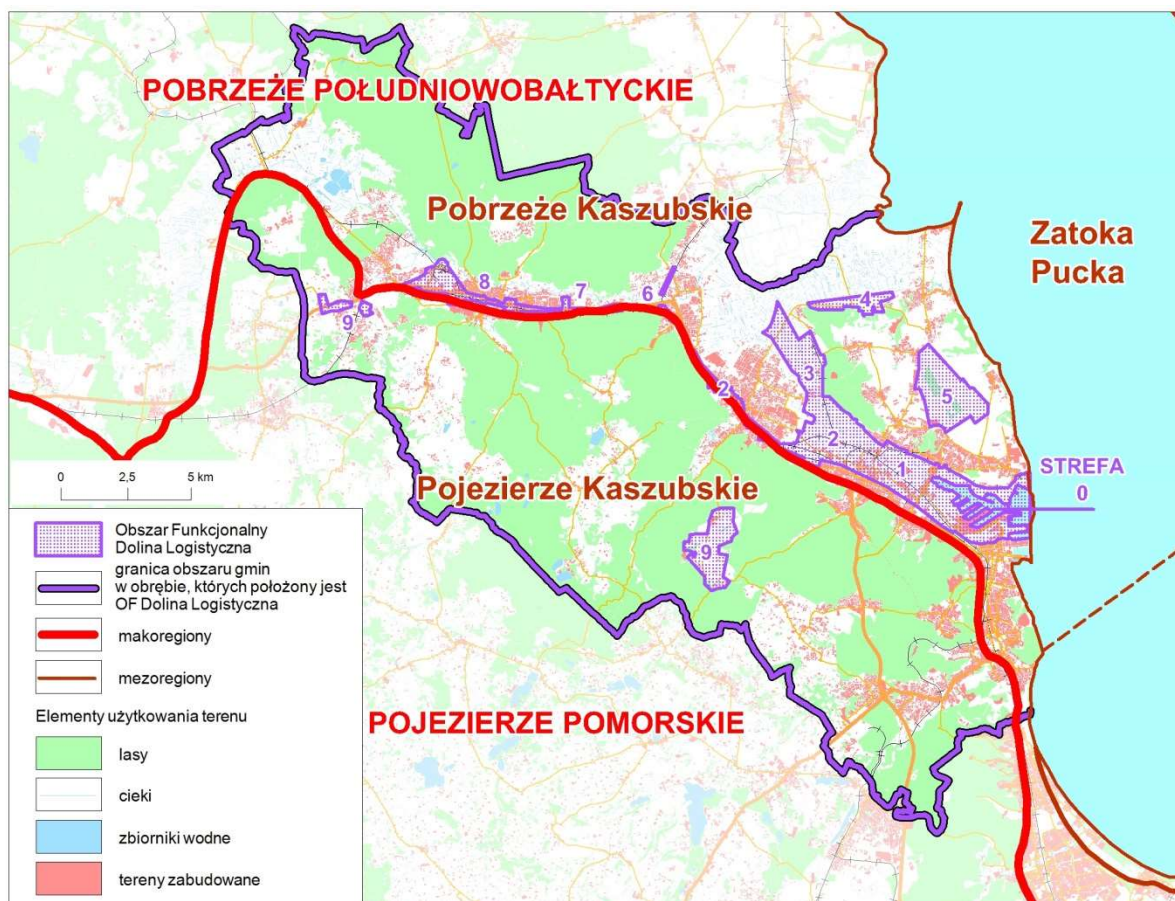 POBRZEŻE POŁUDNIOWOBAŁTYCKIE
Pobrzeże Kaszubskie
Zatoka
Pucka
8
7
6
4
9
3
5
2
2
1
STREFA
0
0 2,5 5 km
Pojezierze Kaszubskie
9
Obszar Funkcjonalny
Dolina Logistyczna
granica obszaru gmin
w obrębie, których położony jest
OF Dolina Logistyczna
makoregiony
mezoregiony
POJEZIERZE POMORSKIE
Elementy użytkowania terenu
lasy
cieki
zbiorniki wodne
tereny zabudowane